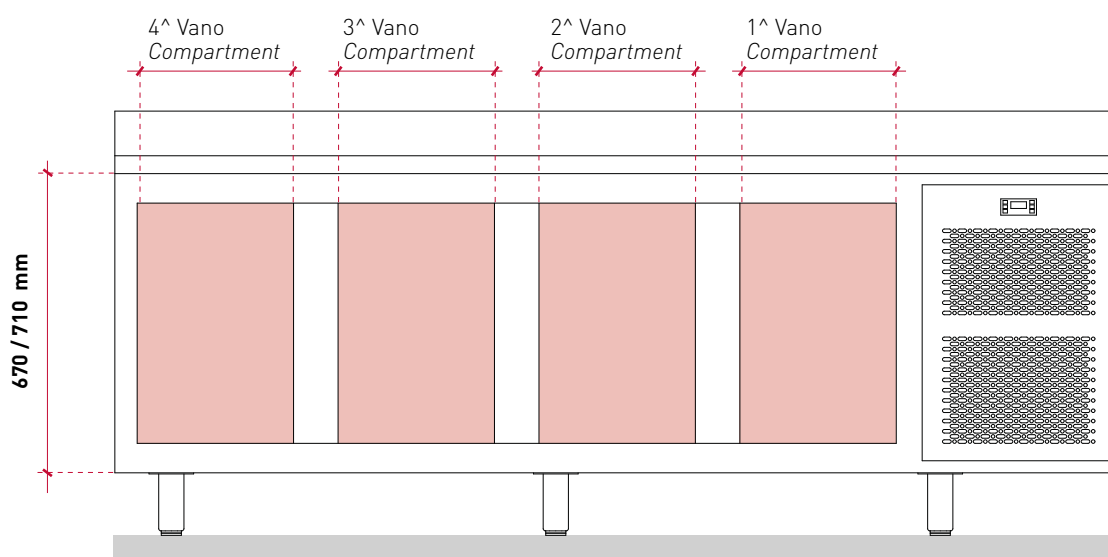 4^ Vano
Compartment
3^ Vano
Compartment
2^ Vano
Compartment
1^ Vano
Compartment
670 / 710 mm